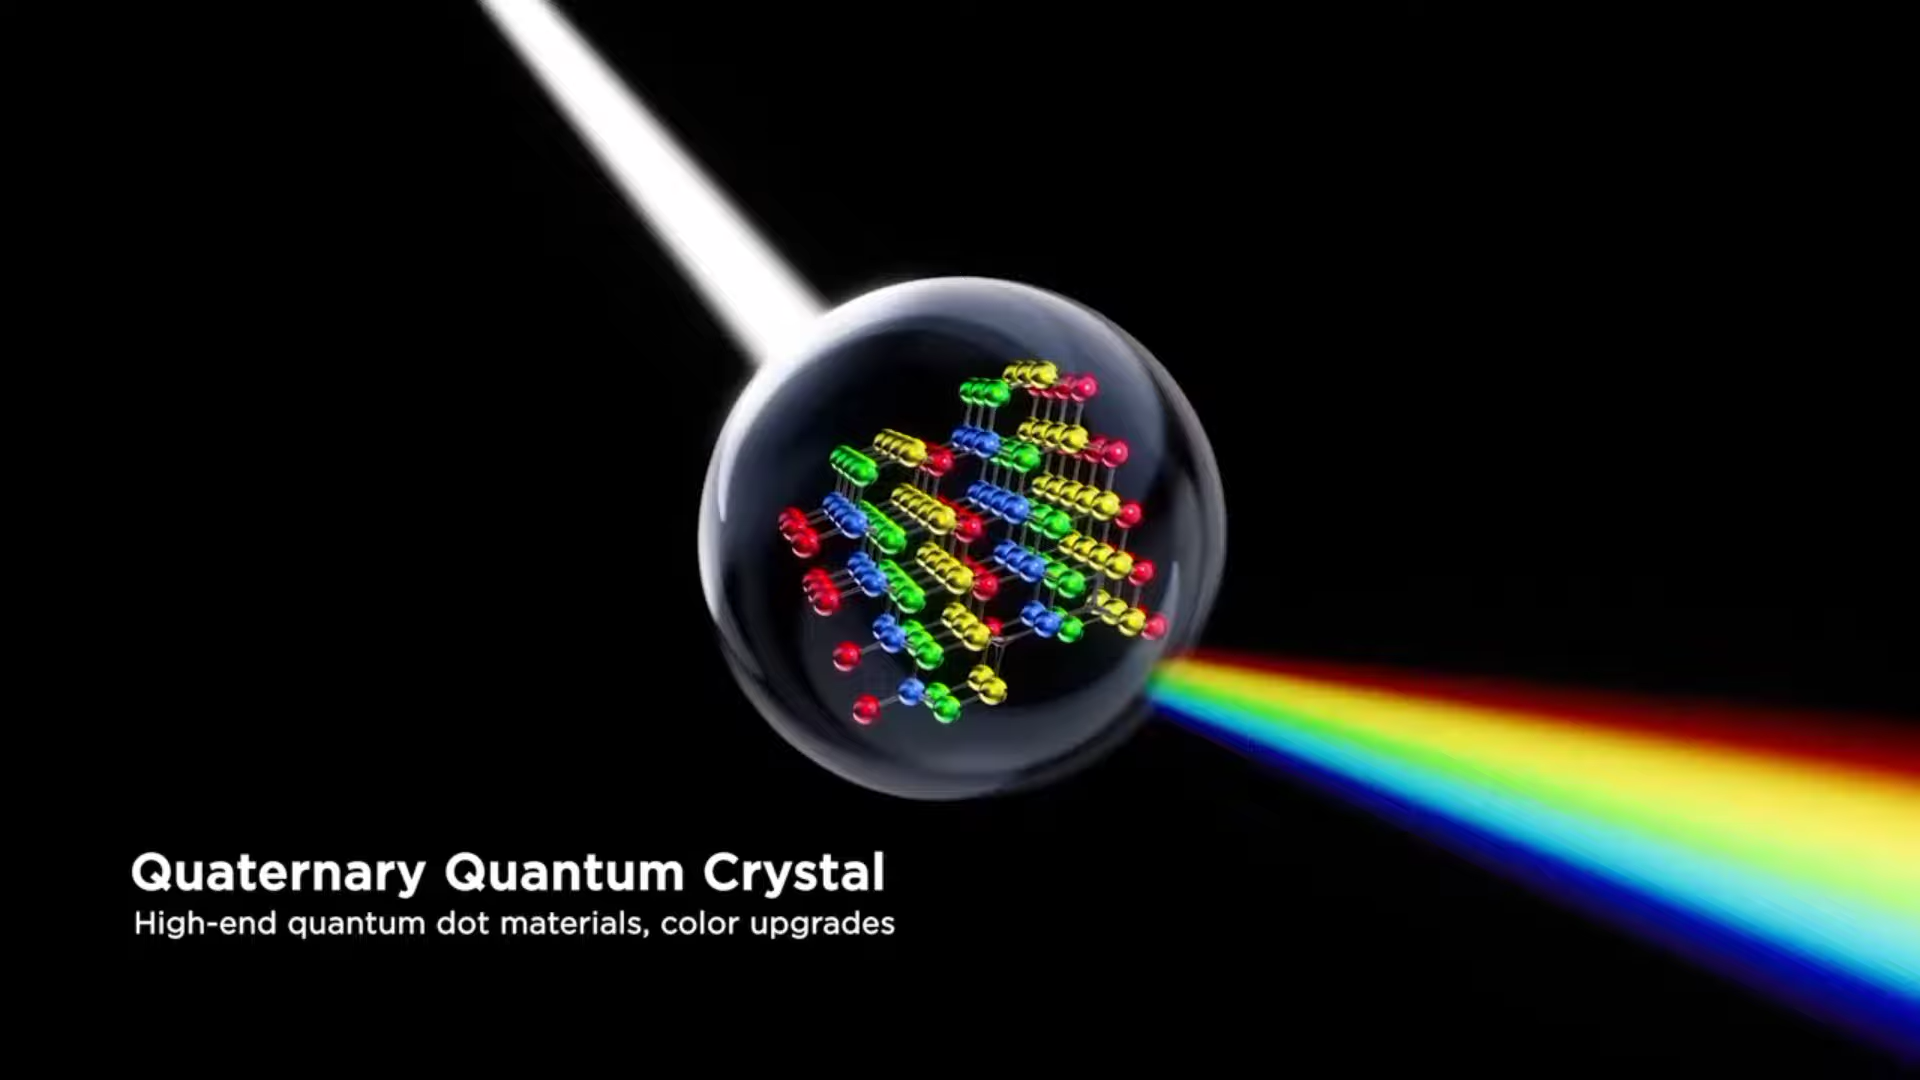 Quaternary Quantum Crystal
High-end quantum dot materials, color upgrades